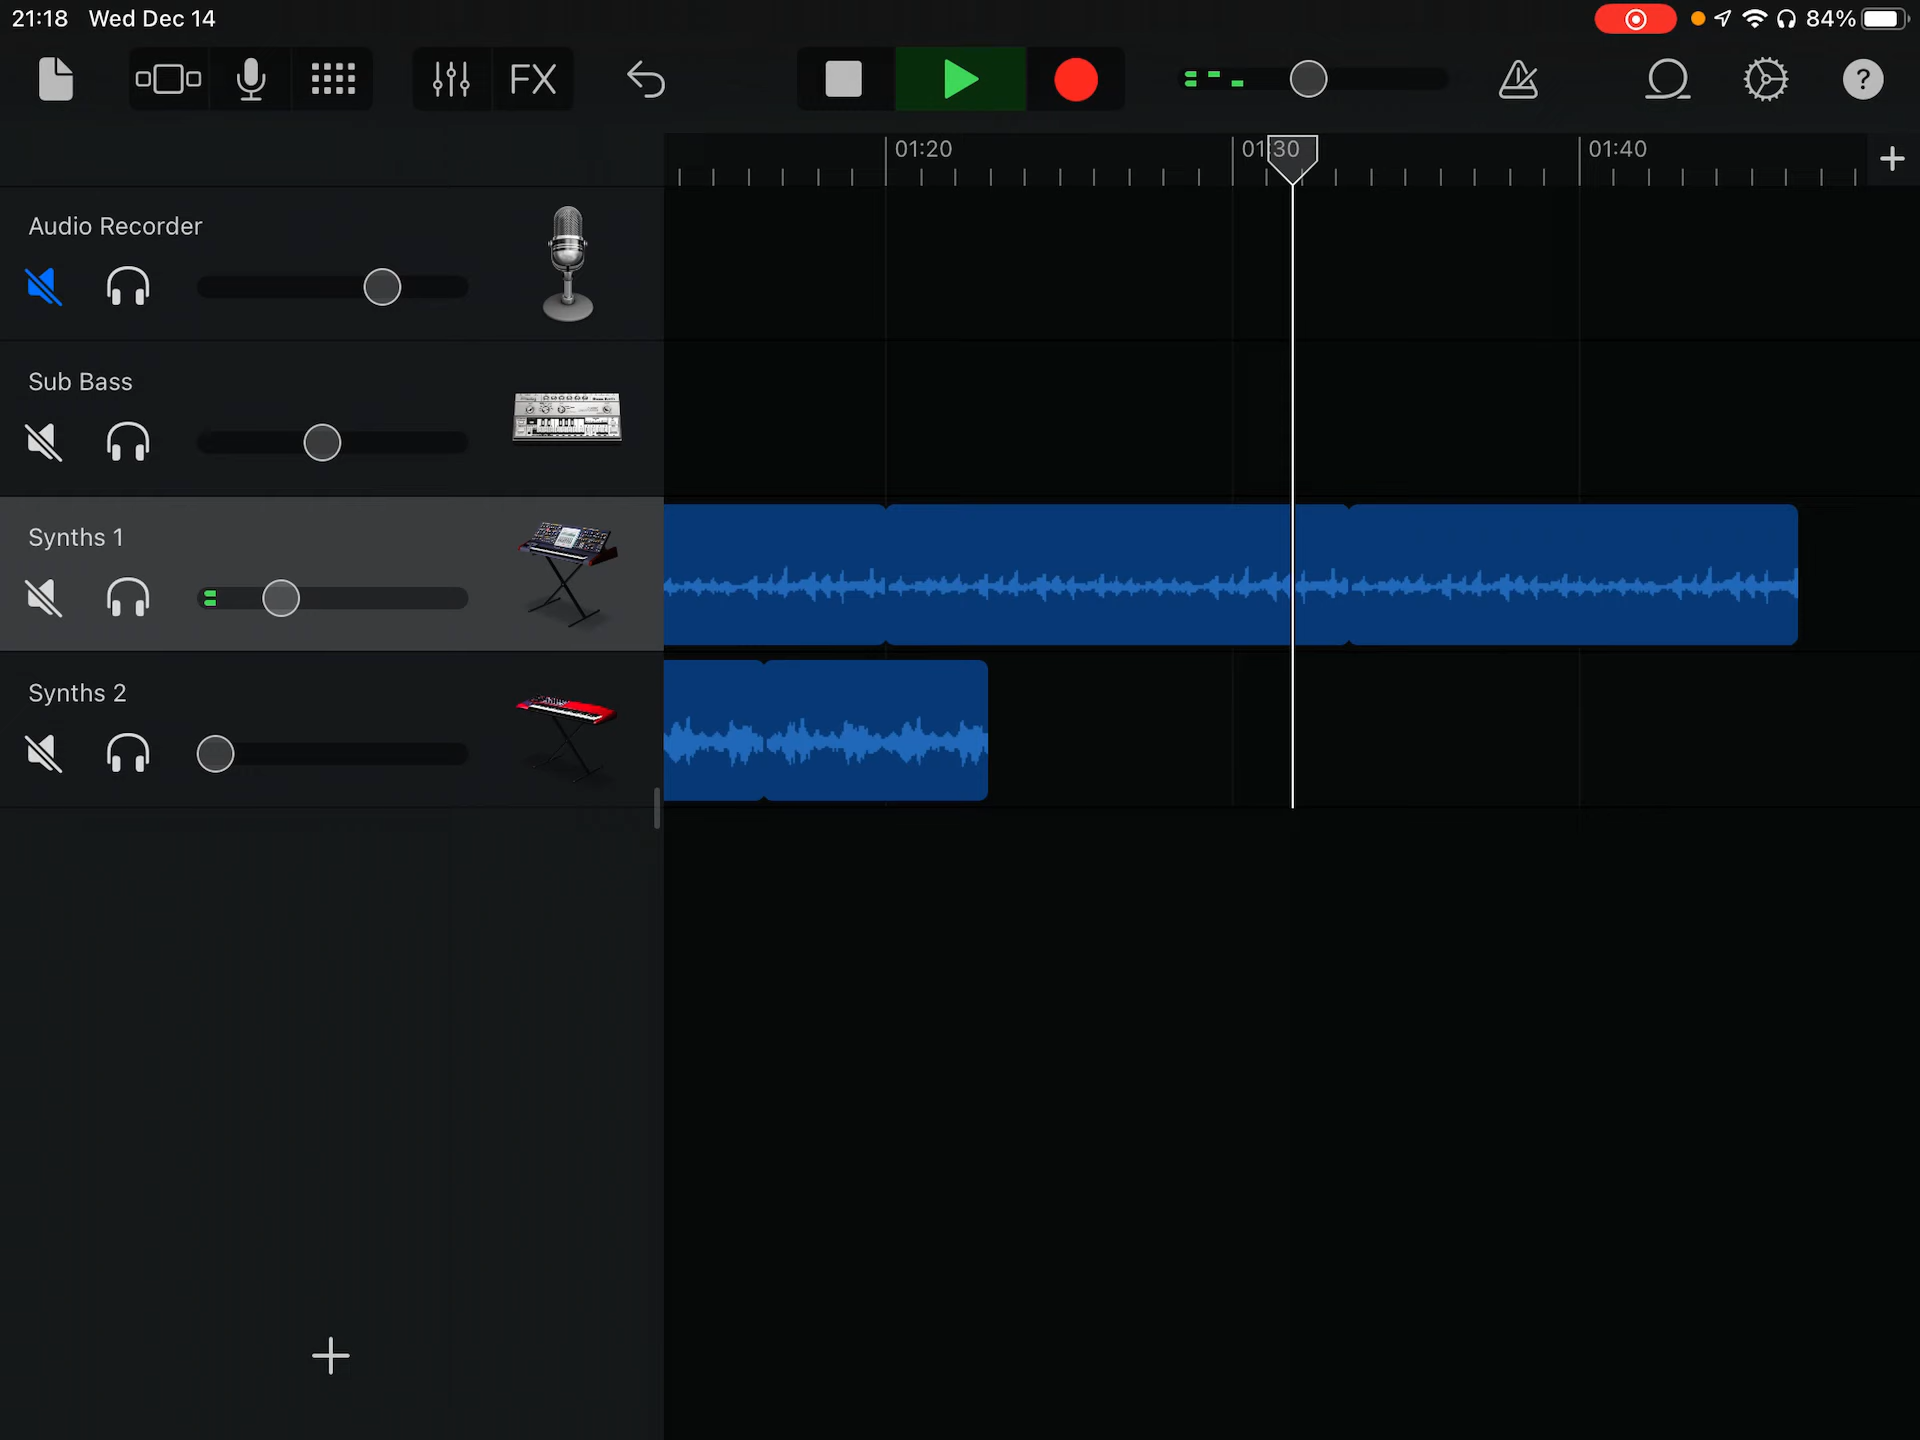 21:18 Wed Dec 14 84%
FX ?
01:20 01:30 01:40
Audio Recorder
Sub Bass
Synths 1
Synths 2